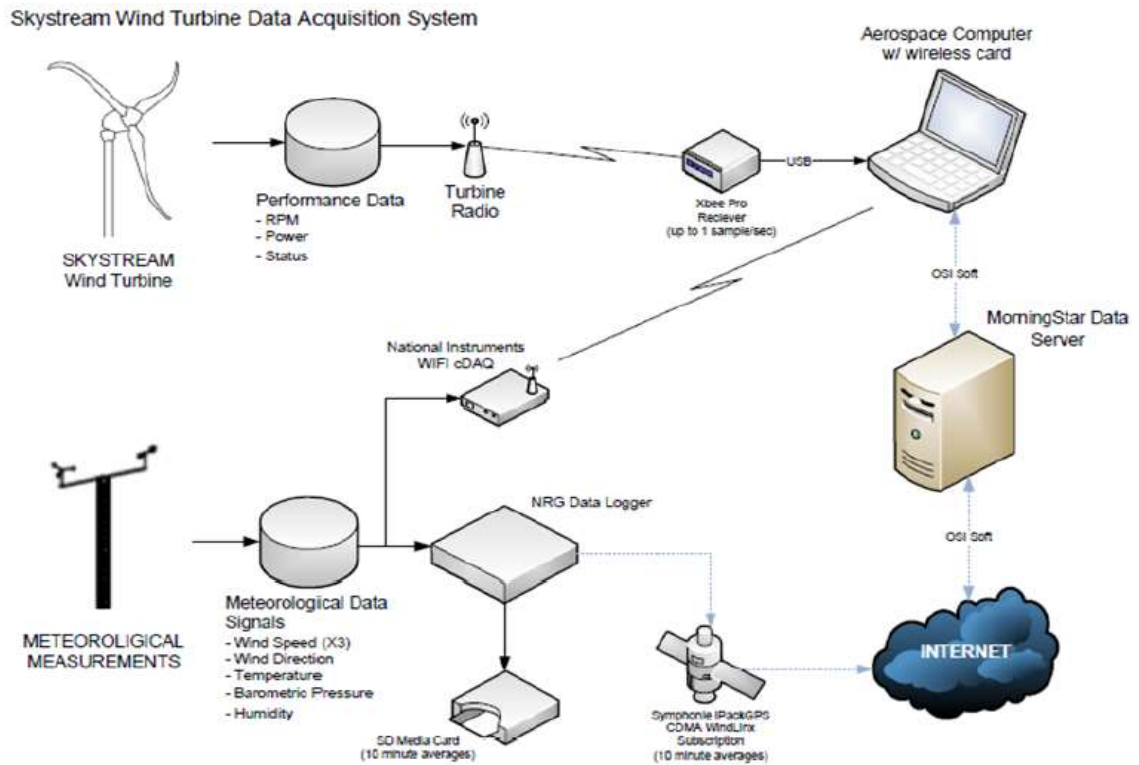 Skystream Wind Turbine Data Acquisition System
Aerospace Computer
w/ wireless card
Performance Data
- RPM
- Power
- Status
Turbine
Radio
Xbee Pro
Reciever
(up to 1 sample/sec)
USB
SKYSTREAM
Wind Turbine
OSI Soft
MorningStar Data
Server
National Instruments
WIFI cDAQ
NRG Data Logger
OSI Soft
METEOROLIGICAL
MEASUREMENTS
Meteorological Data
Signals
- Wind Speed (X3)
- Wind Direction
- Temperature
- Barometric Pressure
- Humidity
SD Media Card
(10 minute averages)
Symphonie iPackGPS
CDMA WindLinx
Subscription
(10 minute averages)
INTERNET